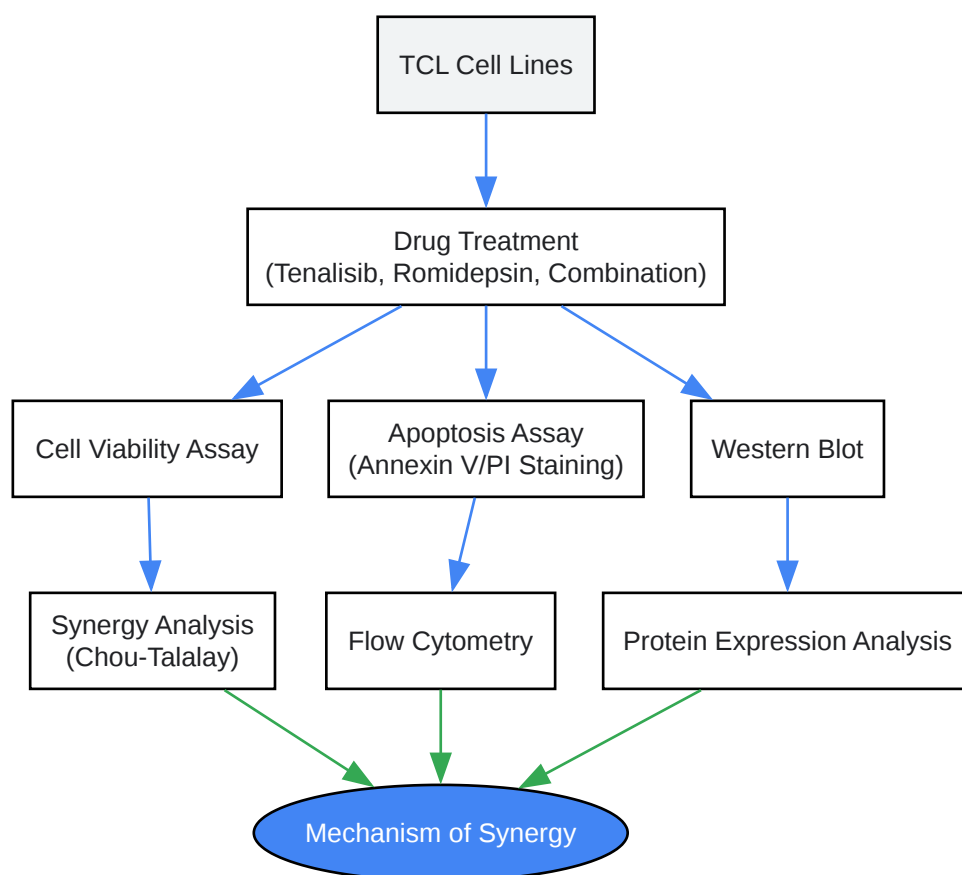 TCL Cell Lines
Drug Treatment
(Tenalisib, Romidepsin, Combination)
Cell Viability Assay
Apoptosis Assay
(Annexin V/PI Staining)
Western Blot
Synergy Analysis
(Chou-Talalay)
Flow Cytometry
Protein Expression Analysis
Mechanism of Synergy